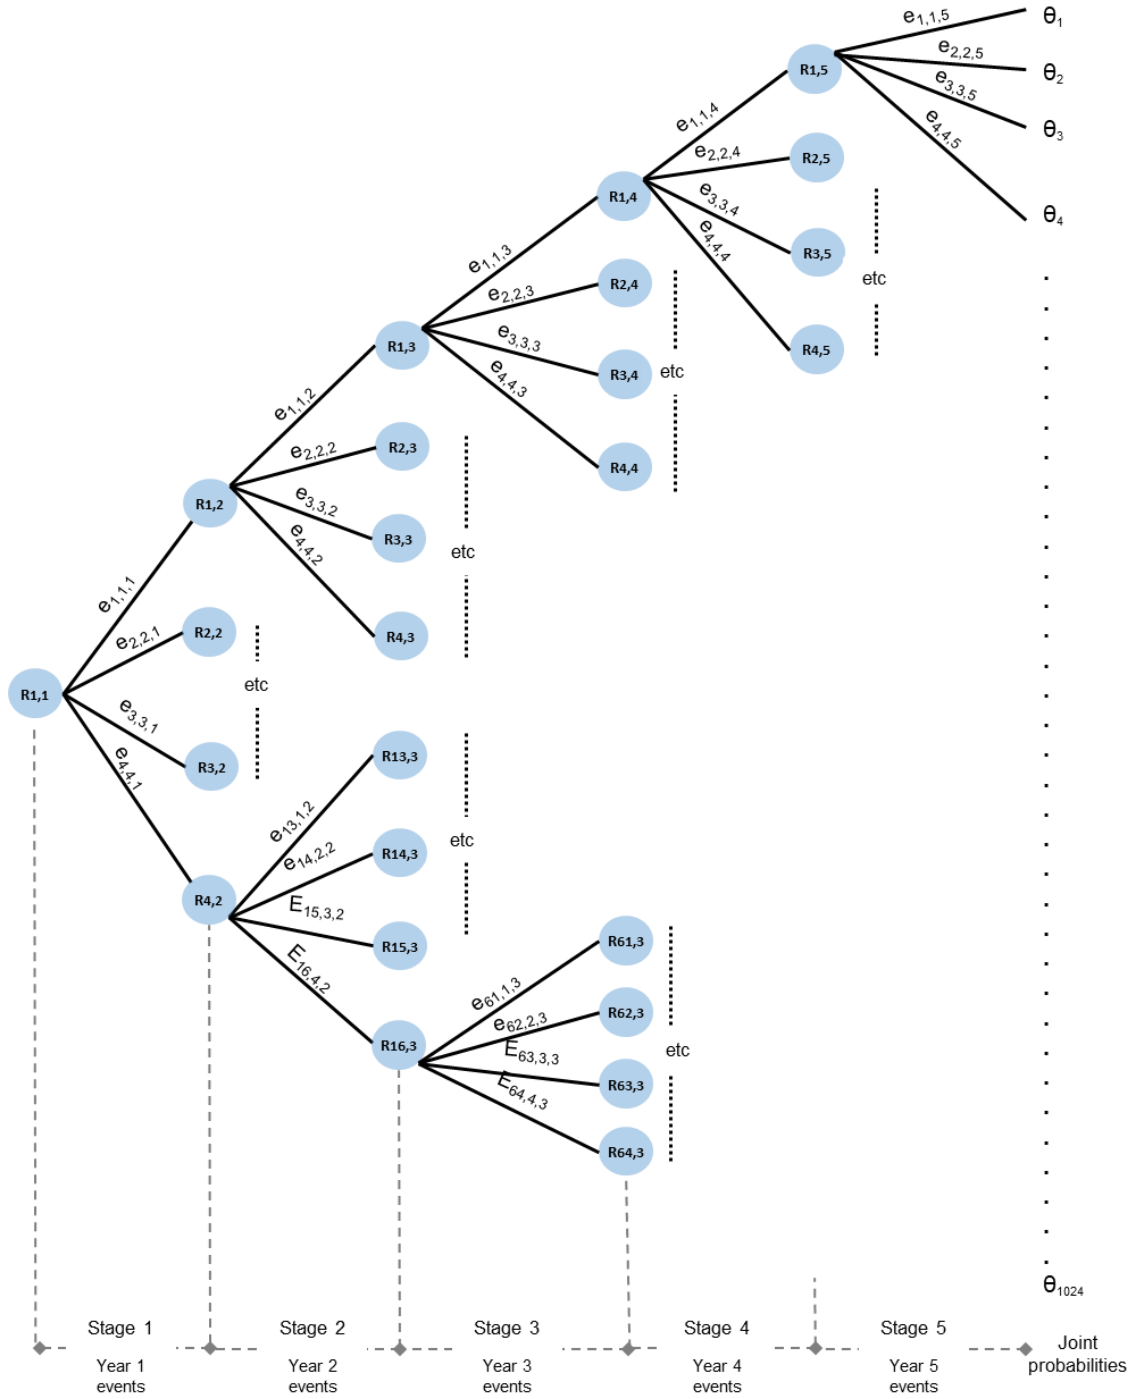 e1,1,5
θ1
e2,2,5
θ2
e3,3,5
θ3
e4,4,5
θ4
R1,5
e1,1,4
e2,2,4
e3,3,4
e4,4,4
R2,5
R3,5
etc
R4,5
R1,4
e1,1,3
e2,2,3
e3,3,3
e4,4,3
R2,4
R3,4
etc
R4,4
R1,3
e1,1,2
e2,2,2
e3,3,2
e4,4,2
R2,3
R3,3
etc
R4,3
R1,2
e1,1,1
e2,2,1
e3,3,1
e4,4,1
R2,2
etc
R3,2
R1,1
R13,3
e13,1,2
e14,2,2
E15,3,2
E16,4,2
R14,3
etc
R15,3
R4,2
R16,3
R61,3
e61,1,3
e62,2,3
E63,3,3
E64,4,3
R62,3
etc
R63,3
R64,3
θ1024
Stage 1
Stage 2
Stage 3
Stage 4
Stage 5
Year 1
events
Year 2
events
Year 3
events
Year 4
events
Year 5
events
Joint
probabilities